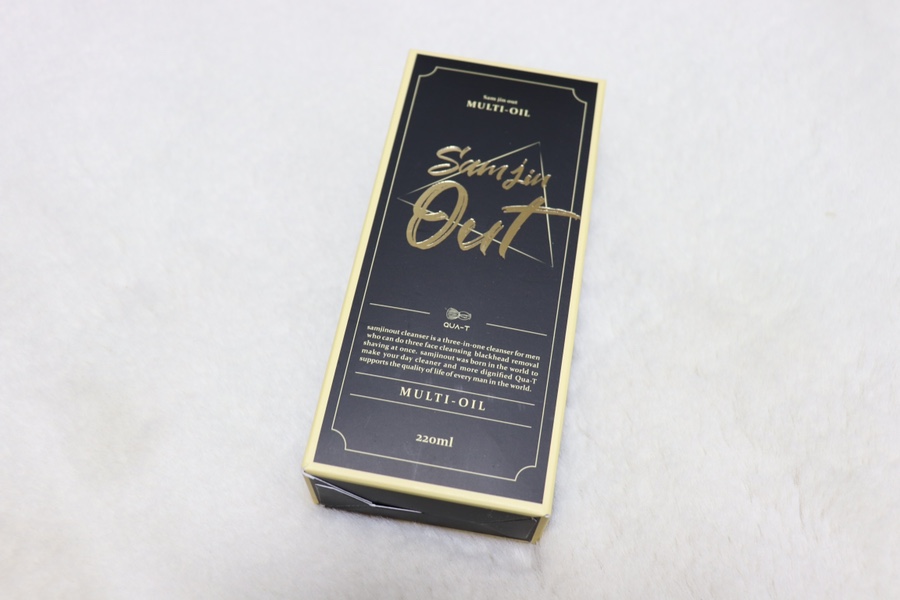 Sam jin out
MULTI-OIL
Samjin
Out
QUA-T
samjinout cleanser is a three-in-one cleanser for men
who can do three face cleansing blackhead removal
shaving at once. samjinout was born in the world to
make your day cleaner and more dignified Qua-T
supports the quality of life of every man in the world.
MULTI-OIL
220ml